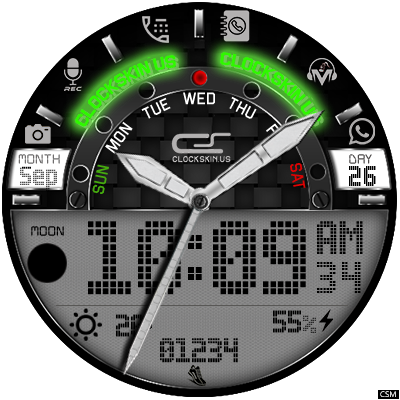 CLOCKSKIN US
CLOCKSKIN U
REC
SUN
MON
TUE
WED
THU
F
SAT
CS
CLOCKSKIN.US
MONTH
Sep
DAY
26
MOON
10:09
AM
34
55%
01234
CSM